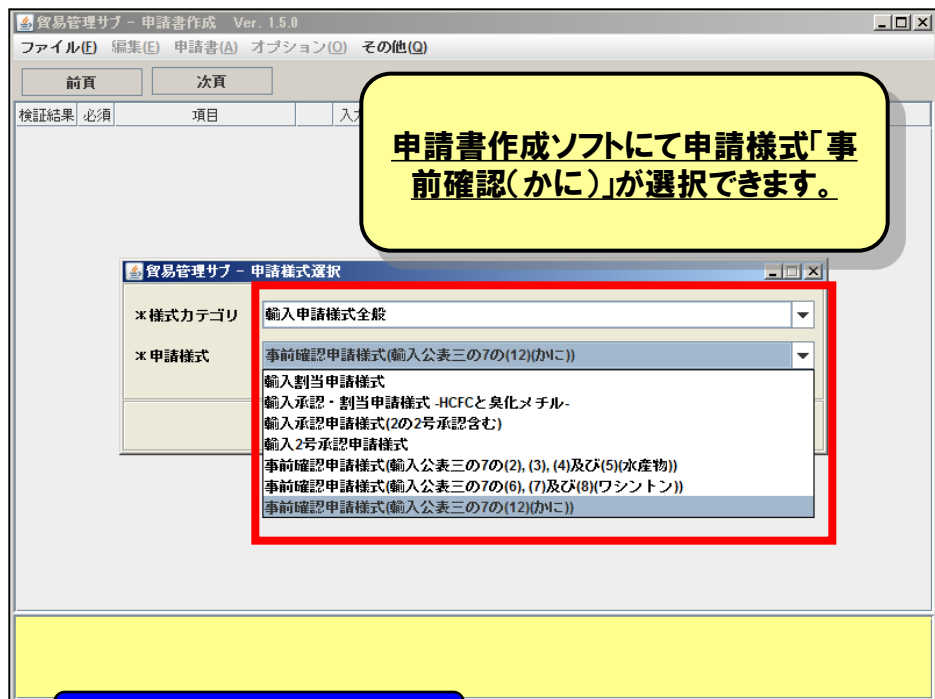 貿易管理サブ - 申請書作成 Ver. 1.5.0
ファイル(F) 編集(E) 申請書(A) オプション(O) その他(Q)
前頁 次頁
検証結果 必須 項目 入力
申請書作成ソフトにて申請様式「事
前確認(かに)」が選択できます。
貿易管理サブ - 申請様式選択
*様式カテゴリ 輸入申請様式全般
*申請様式 事前確認申請様式(輸入公表三の7の(12)(かに))
輸入割当申請様式
輸入承認・割当申請様式 -HCFCと臭化メチル-
輸入承認申請様式(2の2号承認含む)
輸入2号承認申請様式
事前確認申請様式(輸入公表三の7の(2), (3), (4)及び(5)(水産物))
事前確認申請様式(輸入公表三の7の(6), (7)及び(8)(ワシントン))
事前確認申請様式(輸入公表三の7の(12)(かに))